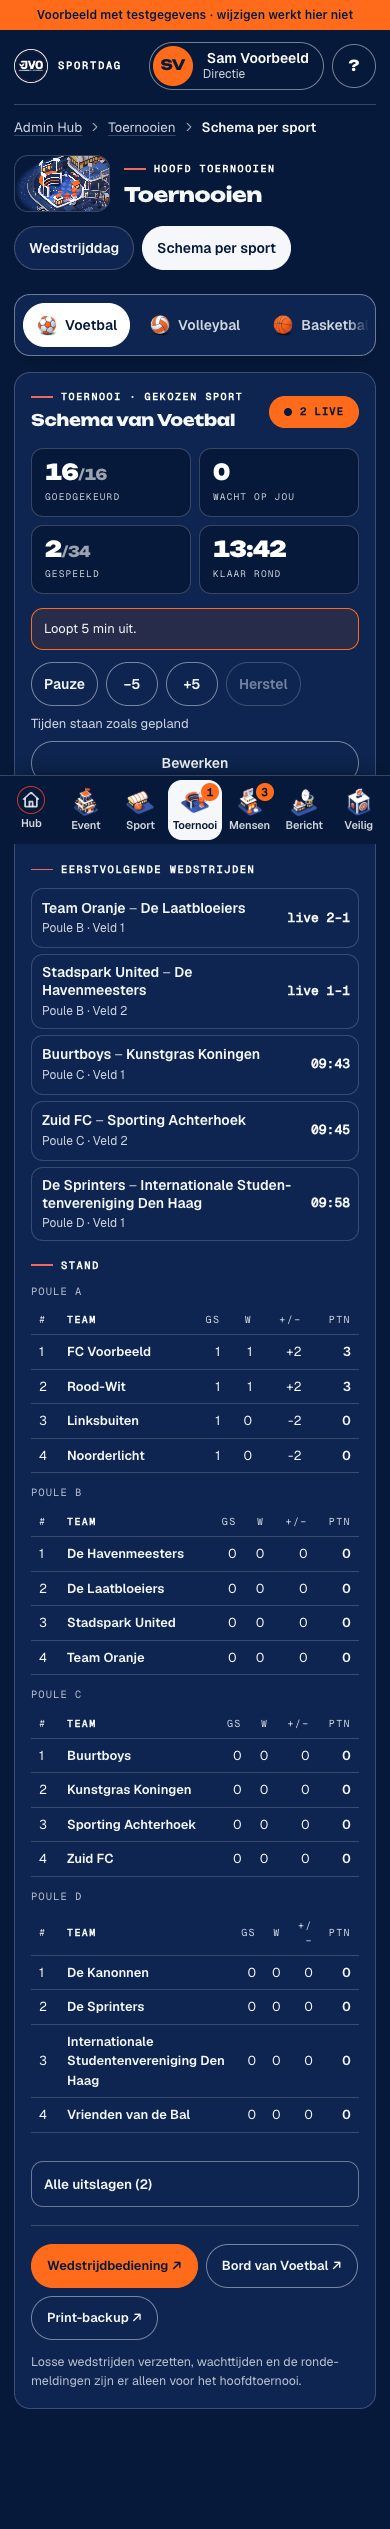 Voorbeeld met testgegevens · wijzigen werkt hier niet
JVO SPORTDAG
SV Sam Voorbeeld
Directie
?
Admin Hub > Toernooien > Schema per sport
HOOFD TOERNOOIEN
Toernooien
Wedstrijddag Schema per sport
Voetbal Volleybal Basketbal
TOERNOOI · GEKOZEN SPORT
Schema van Voetbal
2 LIVE
16/16 0
GOEDGEKEURD WACHT OP JOU
2/34 13:42
GESPEELD KLAAR ROND
Loopt 5 min uit.
Pauze −5 +5 Herstel
Tijden staan zoals gepland
Bewerken
1 3
Hub Event Sport Toernooi Mensen Bericht Veilig
EERSTVOLGENDE WEDSTRIJDEN
Team Oranje – De Laatbloeiers
Poule B · Veld 1
live 2-1
Stadspark United – De
Havenmeesters
Poule B · Veld 2
live 1-1
Buurtboys – Kunstgras Koningen
Poule C · Veld 1
09:43
Zuid FC – Sporting Achterhoek
Poule C · Veld 2
09:45
De Sprinters – Internationale Studen-
tenvereniging Den Haag
Poule D · Veld 1
09:58
STAND
POULE A
# TEAM GS W +/− PTN
1 FC Voorbeeld 1 1 +2 3
2 Rood-Wit 1 1 +2 3
3 Linksbuiten 1 0 -2 0
4 Noorderlicht 1 0 -2 0
POULE B
# TEAM GS W +/− PTN
1 De Havenmeesters 0 0 0 0
2 De Laatbloeiers 0 0 0 0
3 Stadspark United 0 0 0 0
4 Team Oranje 0 0 0 0
POULE C
# TEAM GS W +/− PTN
1 Buurtboys 0 0 0 0
2 Kunstgras Koningen 0 0 0 0
3 Sporting Achterhoek 0 0 0 0
4 Zuid FC 0 0 0 0
POULE D
# TEAM GS W +/− PTN
1 De Kanonnen 0 0 0 0
2 De Sprinters 0 0 0 0
Internationale
3 Studentenvereniging Den 0 0 0 0
Haag
4 Vrienden van de Bal 0 0 0 0
Alle uitslagen (2)
Wedstrijdbediening ↗ Bord van Voetbal ↗
Print-backup ↗
Losse wedstrijden verzetten, wachttijden en de ronde-
meldingen zijn er alleen voor het hoofdtoernooi.